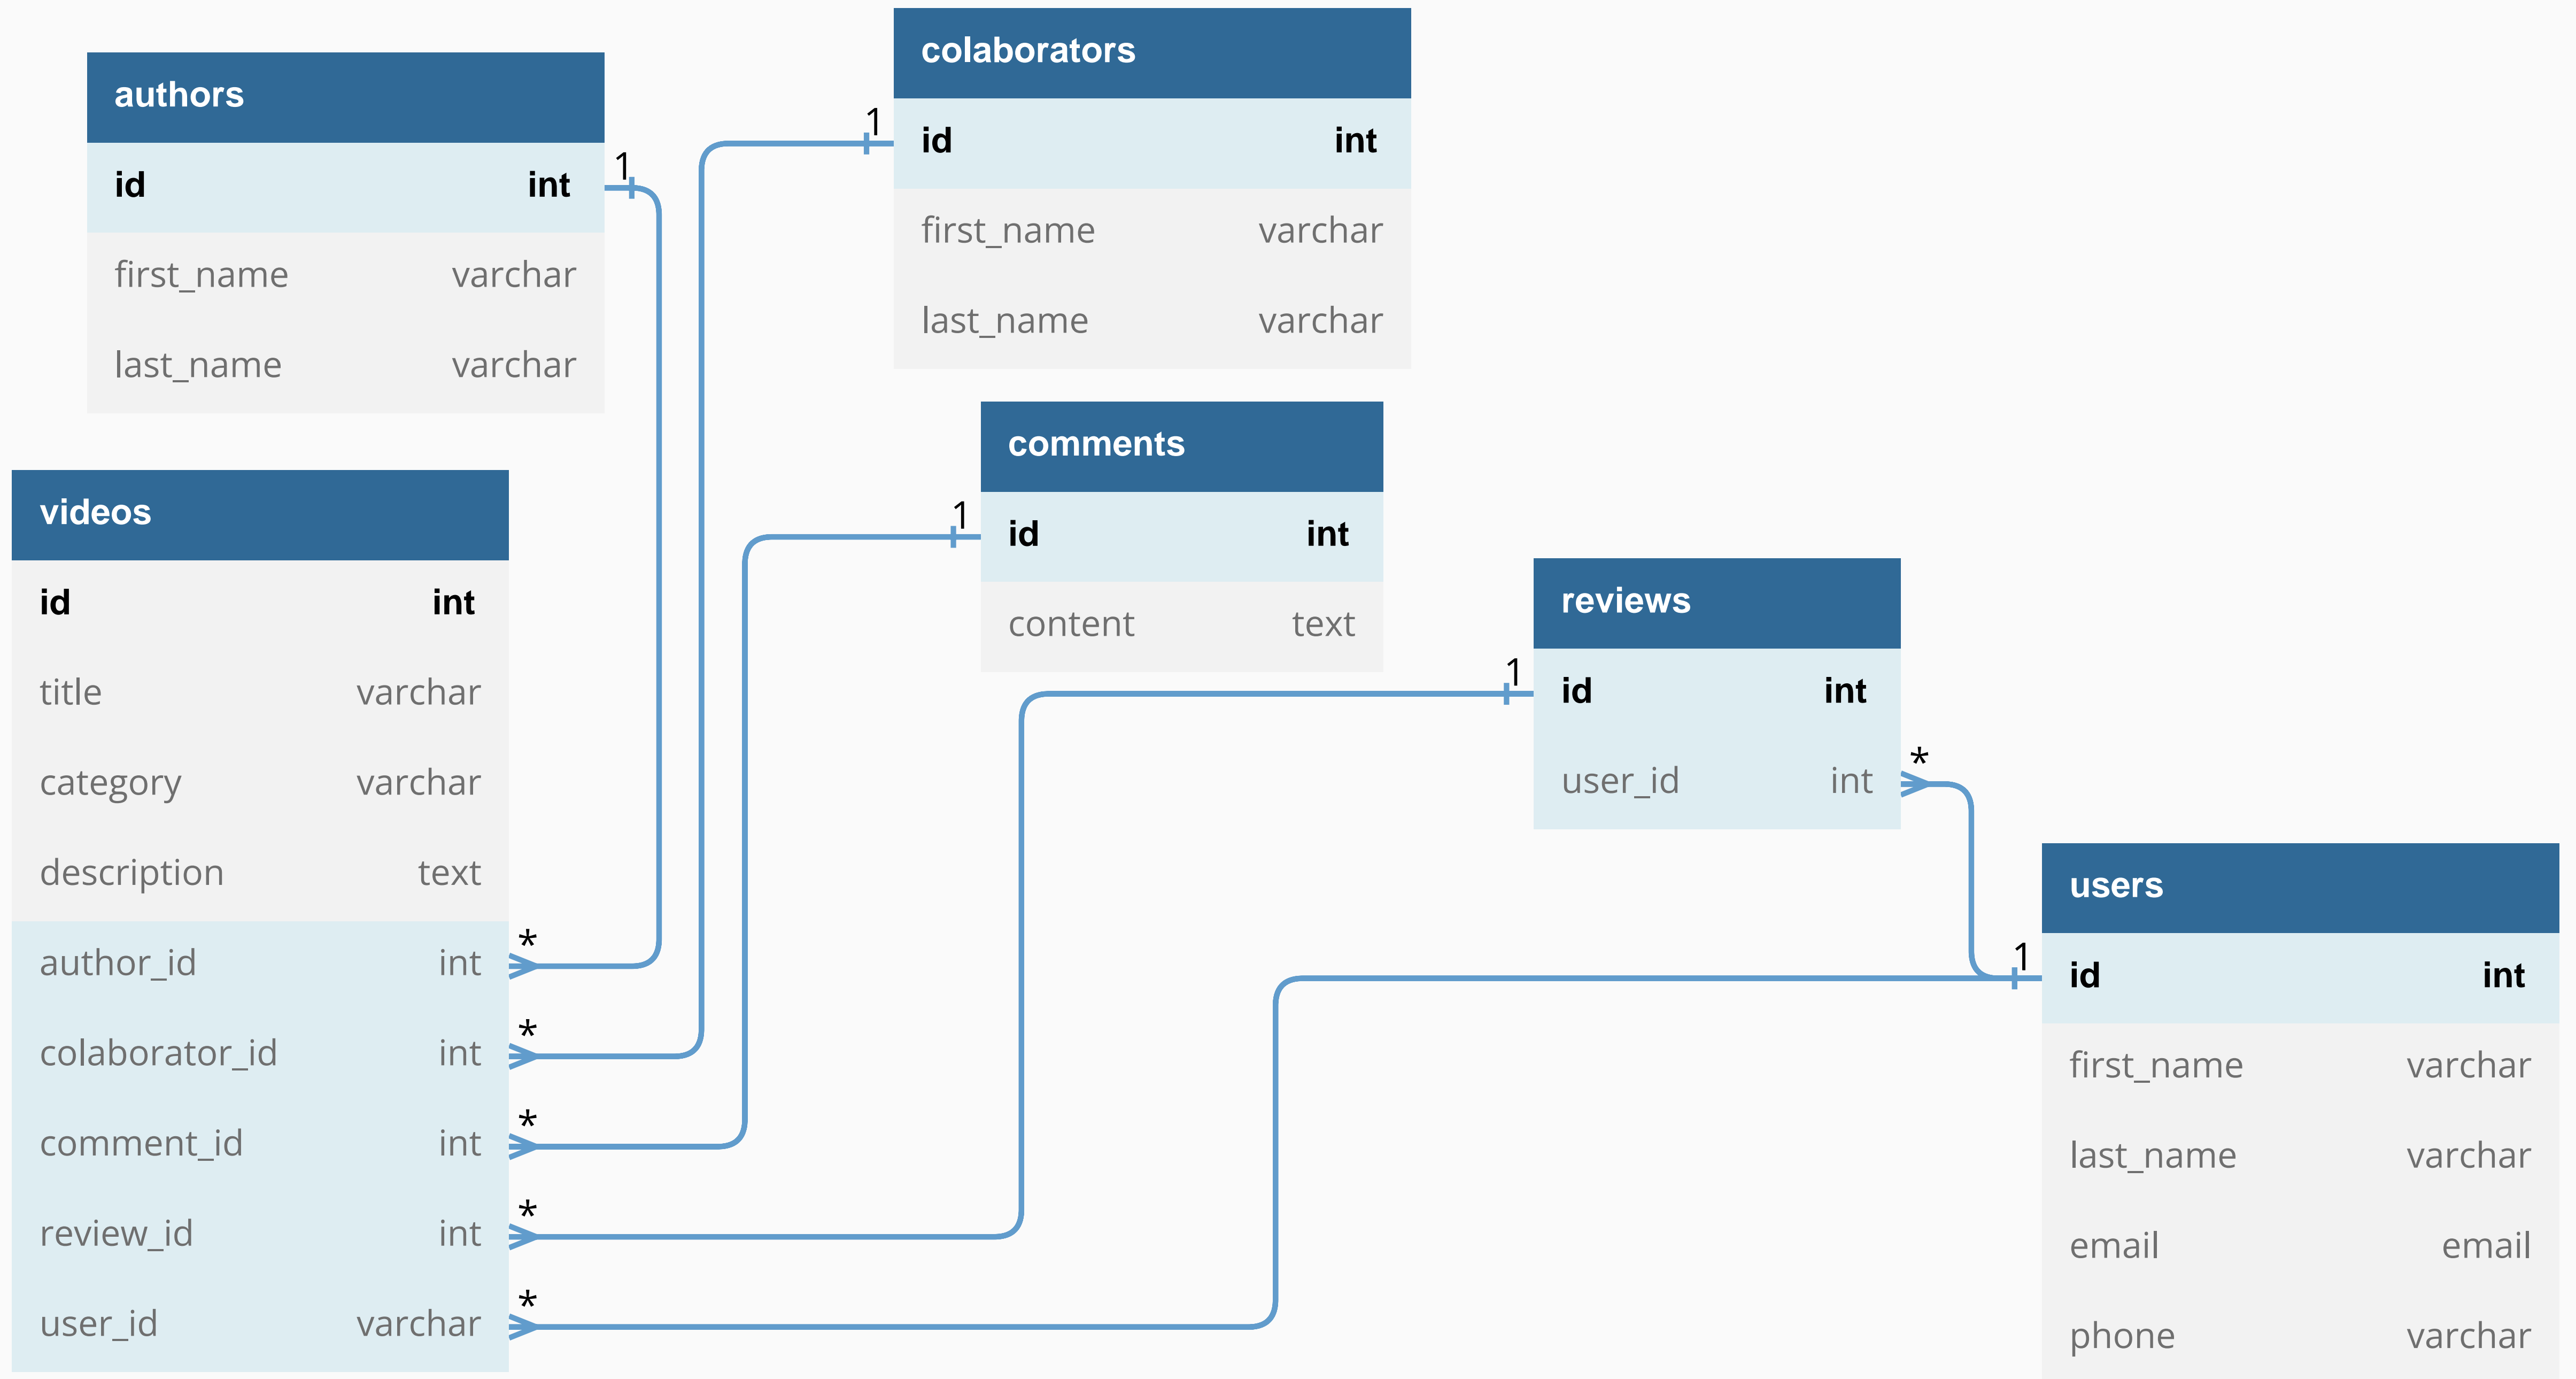 authors
id int
first_name varchar
last_name varchar
1
colaborators
id int
first_name varchar
last_name varchar
1
comments
id int
content text
1
videos
id int
title varchar
category varchar
description text
author_id int
*
colaborator_id int
*
comment_id int
*
review_id int
*
user_id varchar
*
reviews
1
id int
user_id int
*
users
1
id int
first_name varchar
last_name varchar
email email
phone varchar